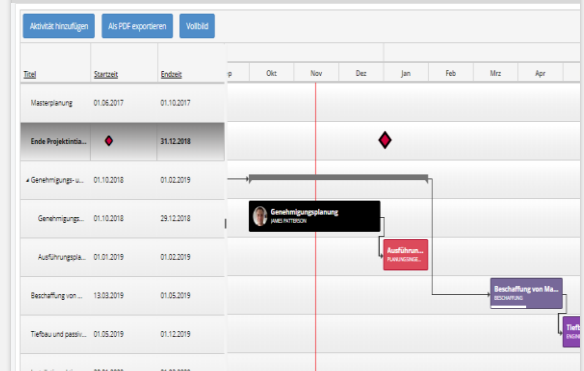 Aktivität hinzufügen Als PDF exportieren Vollbild
Titel Startzeit Endzeit
Okt Nov Dez Jan Feb Mrz Apr
Masterplanung 01.06.2017 01.10.2017
Ende Projektintia... 31.12.2018
Genehmigungs- u... 01.10.2018 01.02.2019
Genehmigungs... 01.10.2018 29.12.2018
Genehmigungsplanung
JAMES PATTERSON
Ausführungspla... 01.01.2019 01.02.2019
Ausführun...
PLANUNGSINGE...
Beschaffung von ... 13.03.2019 01.05.2019
Beschaffung von Ma...
BESCHAFFUNG
Tiefbau und passiv... 01.05.2019 01.12.2019
Tiefb